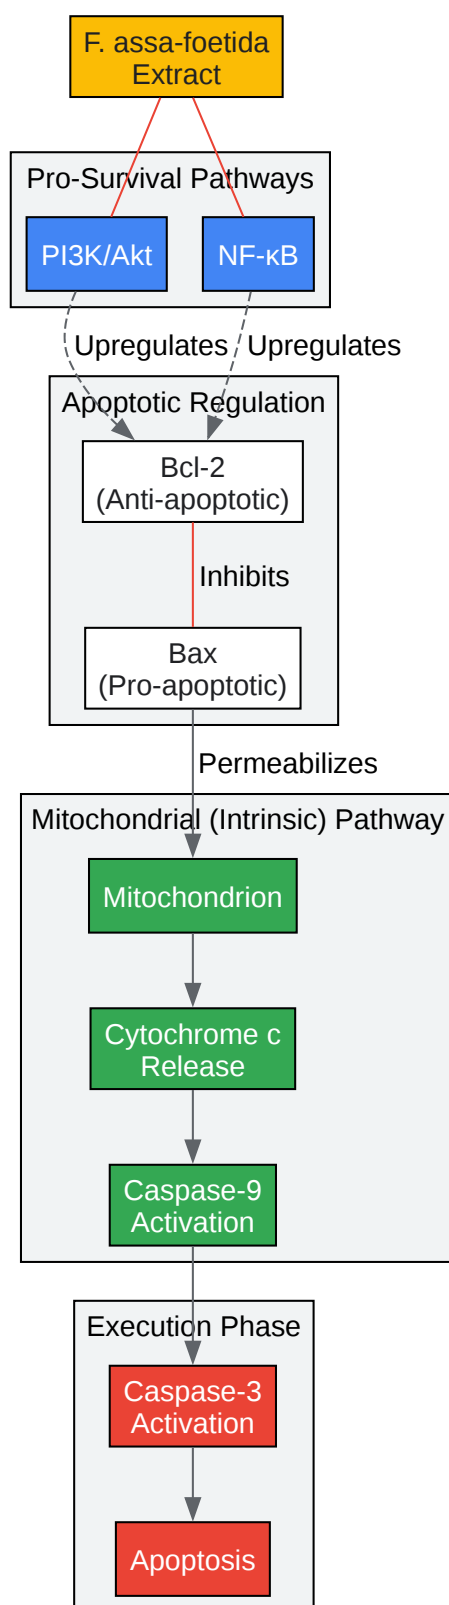 F. assa-foetida
Extract
Pro-Survival Pathways
PI3K/Akt
NF-κB
Upregulates
Upregulates
Apoptotic Regulation
Bcl-2
(Anti-apoptotic)
Inhibits
Bax
(Pro-apoptotic)
Permeabilizes
Mitochondrial (Intrinsic) Pathway
Mitochondrion
Cytochrome c
Release
Caspase-9
Activation
Execution Phase
Caspase-3
Activation
Apoptosis